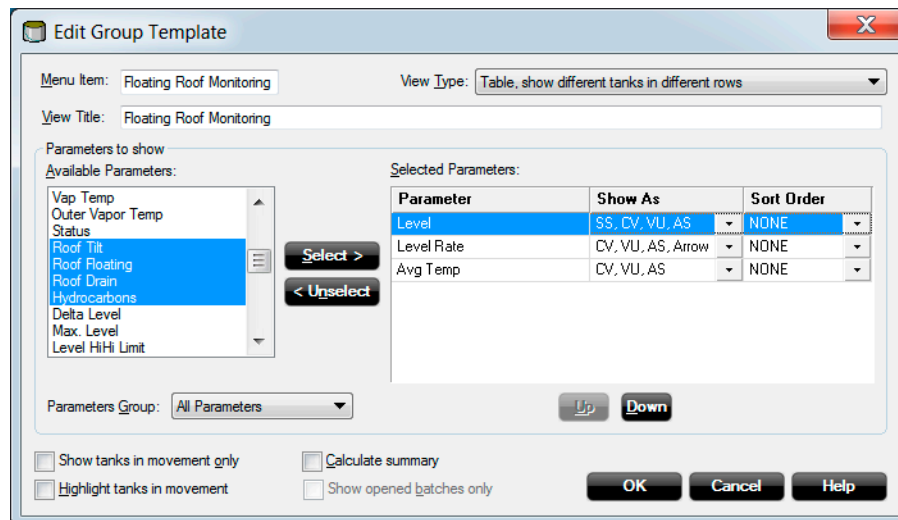 Edit Group Template
X
Menu Item: Floating Roof Monitoring View Type: Table, show different tanks in different rows
View Title: Floating Roof Monitoring
Parameters to show
Available Parameters:
Vap Temp
Outer Vapor Temp
Status
Roof Tilt
Roof Floating
Roof Drain
Hydrocarbons
Delta Level
Max. Level
Level HiHi Limit
Select >
< Unselect
Selected Parameters:
Parameter Show As Sort Order
Level SS, CV, VU, AS NONE
Level Rate CV, VU, AS, Arrow NONE
Avg Temp CV, VU, AS NONE
Parameters Group: All Parameters
Up Down
Show tanks in movement only Calculate summary
Highlight tanks in movement Show opened batches only
OK Cancel Help